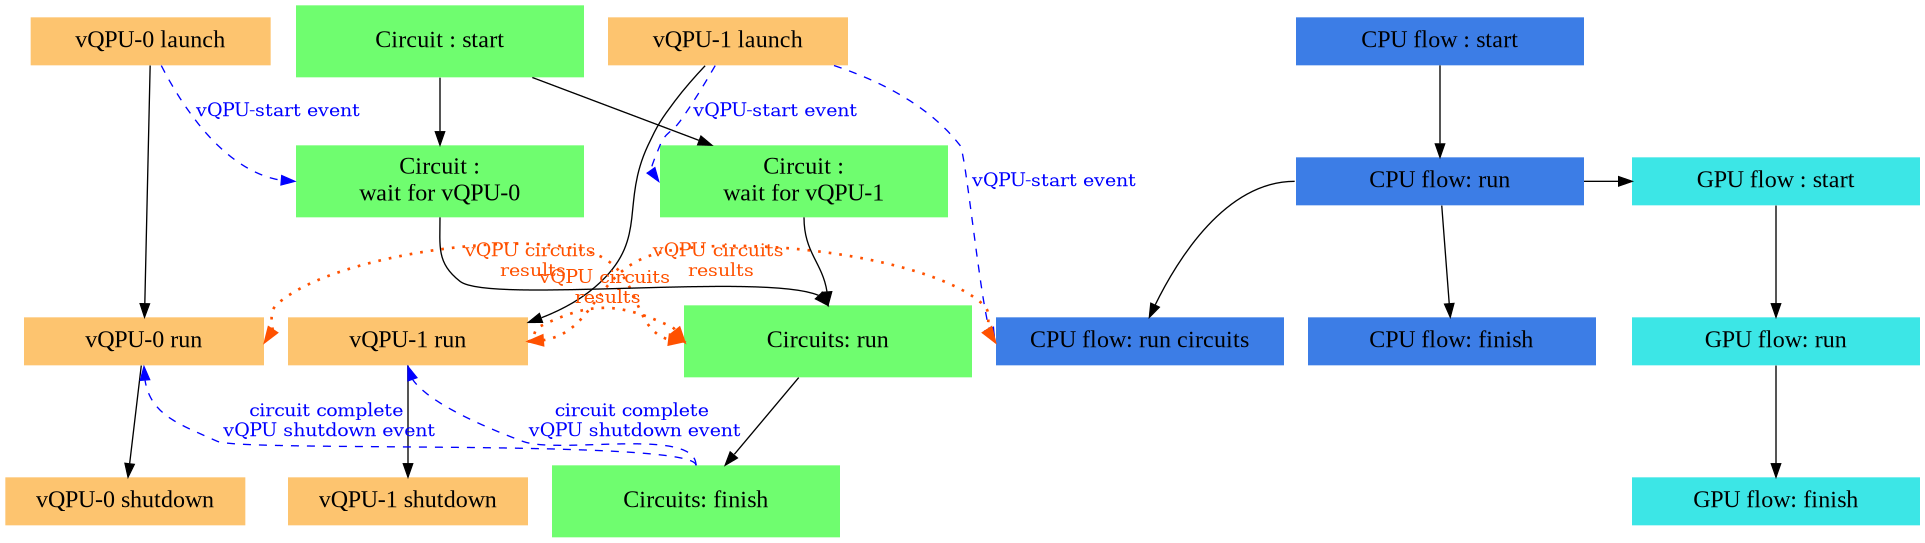 vQPU-0 launch
Circuit : start
vQPU-1 launch
CPU flow : start
vQPU-start event
vQPU-start event
Circuit :
wait for vQPU-0
Circuit :
wait for vQPU-1
vQPU-start event
CPU flow: run
GPU flow : start
vQPU circuits
results
vQPU circuits
results
vQPU circuits
results
vQPU-0 run
vQPU-1 run
Circuits: run
CPU flow: run circuits
CPU flow: finish
GPU flow: run
circuit complete
vQPU shutdown event
circuit complete
vQPU shutdown event
vQPU-0 shutdown
vQPU-1 shutdown
Circuits: finish
GPU flow: finish